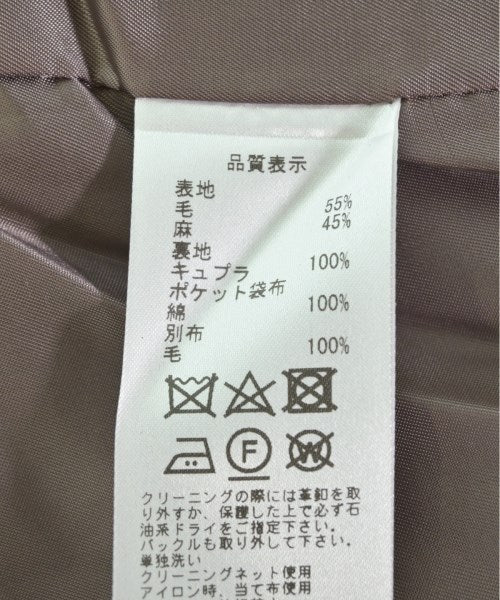 品質表示
表地
毛 55%
麻 45%
裏地
キュプラ 100%
ポケット袋布
綿 100%
別布
毛 100%
F W
クリーニングの際には革釦を取
り外すか、保護した上で必ず石
油系ドライをご指定下さい。
バックルも取り外して下さい。
単独洗い
クリーニングネット使用
アイロン時、当て布使用